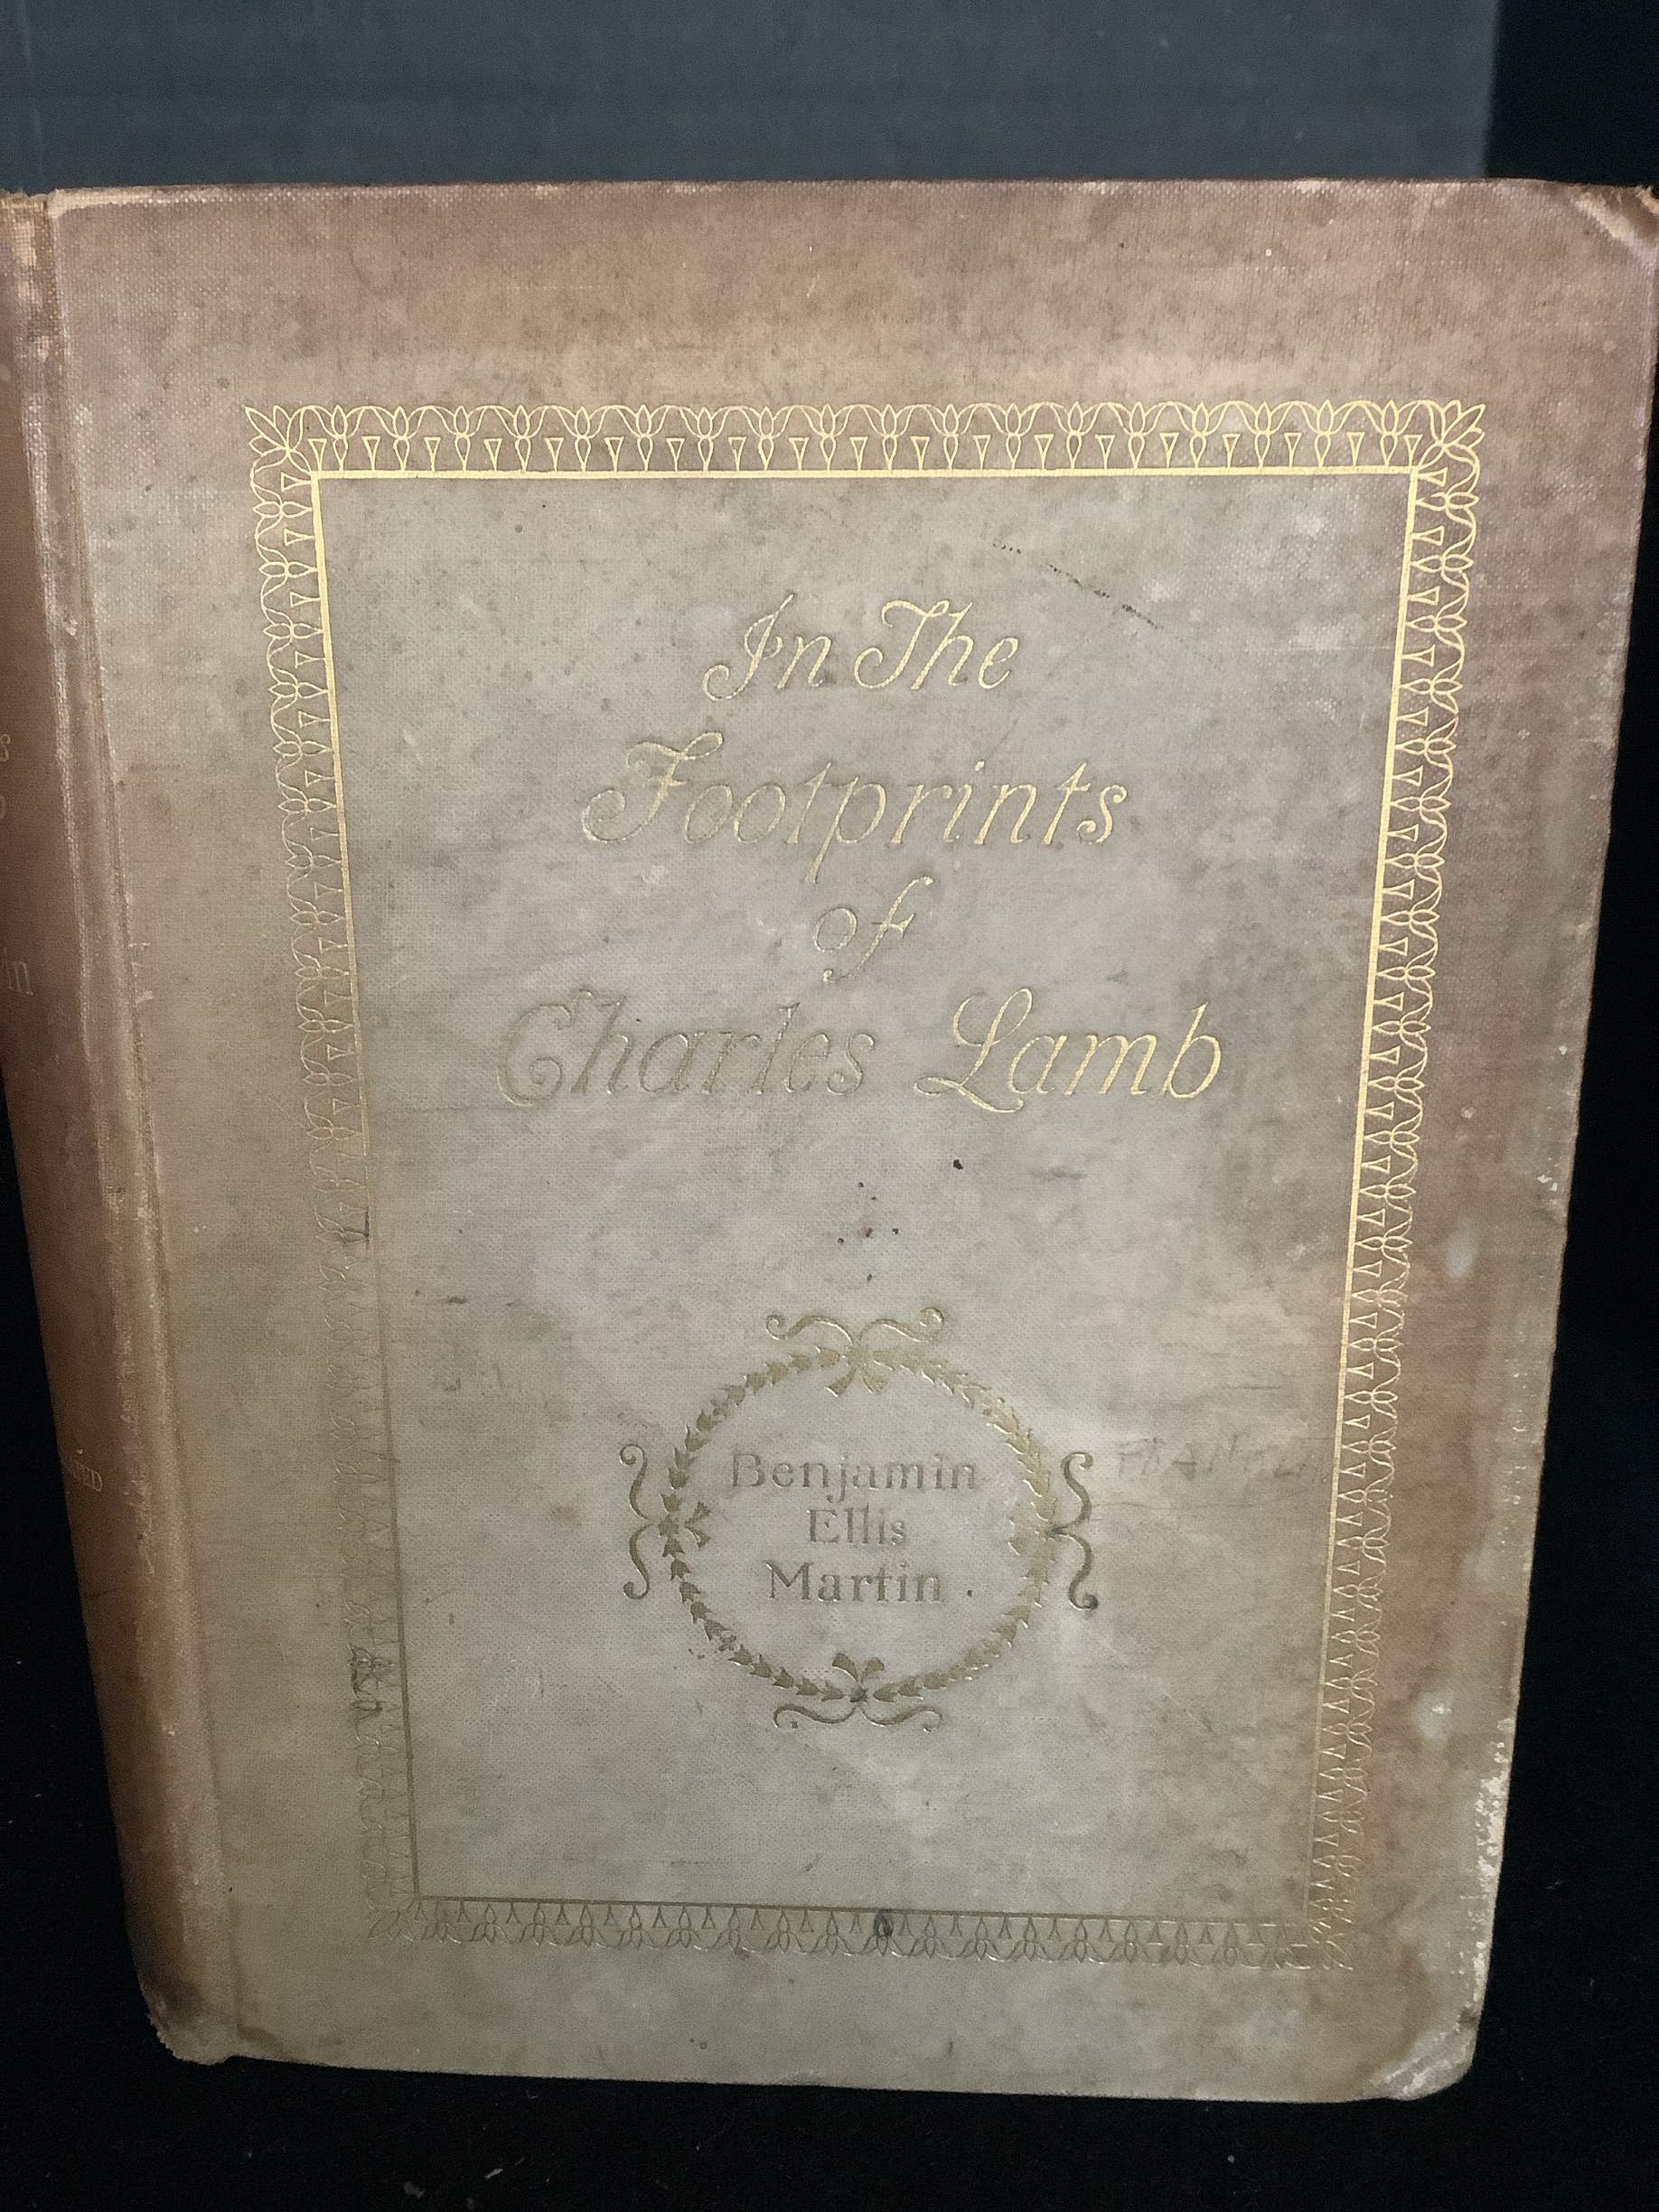 In The
Footprints
of
Charles Lamb
Benjamin
Ellis
Martin